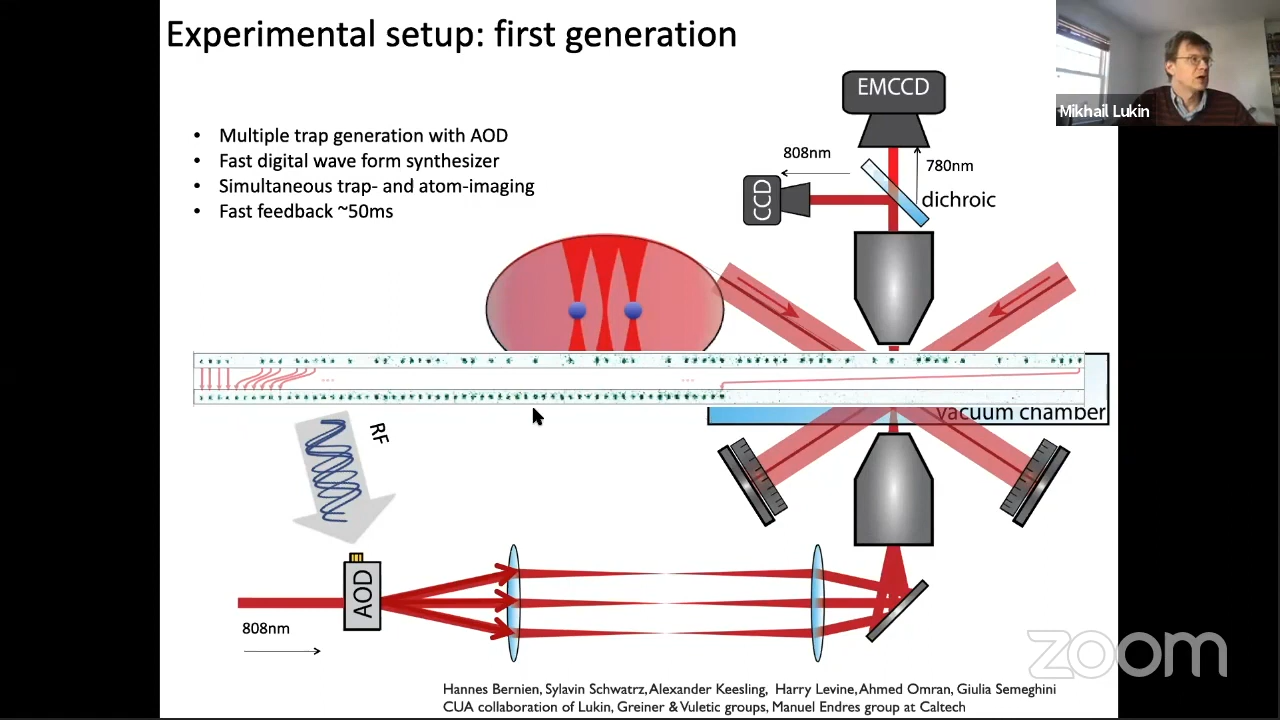 Experimental setup: first generation
Mikhail Lukin
EMCCD
• Multiple trap generation with AOD
• Fast digital wave form synthesizer
• Simultaneous trap- and atom-imaging
• Fast feedback ~50ms
808nm
780nm
CCD
dichroic
...
...
vacuum chamber
RF
AOD
808nm
zoom
Hannes Bernien, Sylavin Schwatrz, Alexander Keesling, Harry Levine, Ahmed Omran, Giulia Semeghini
CUA collaboration of Lukin, Greiner & Vuletic groups, Manuel Endres group at Caltech